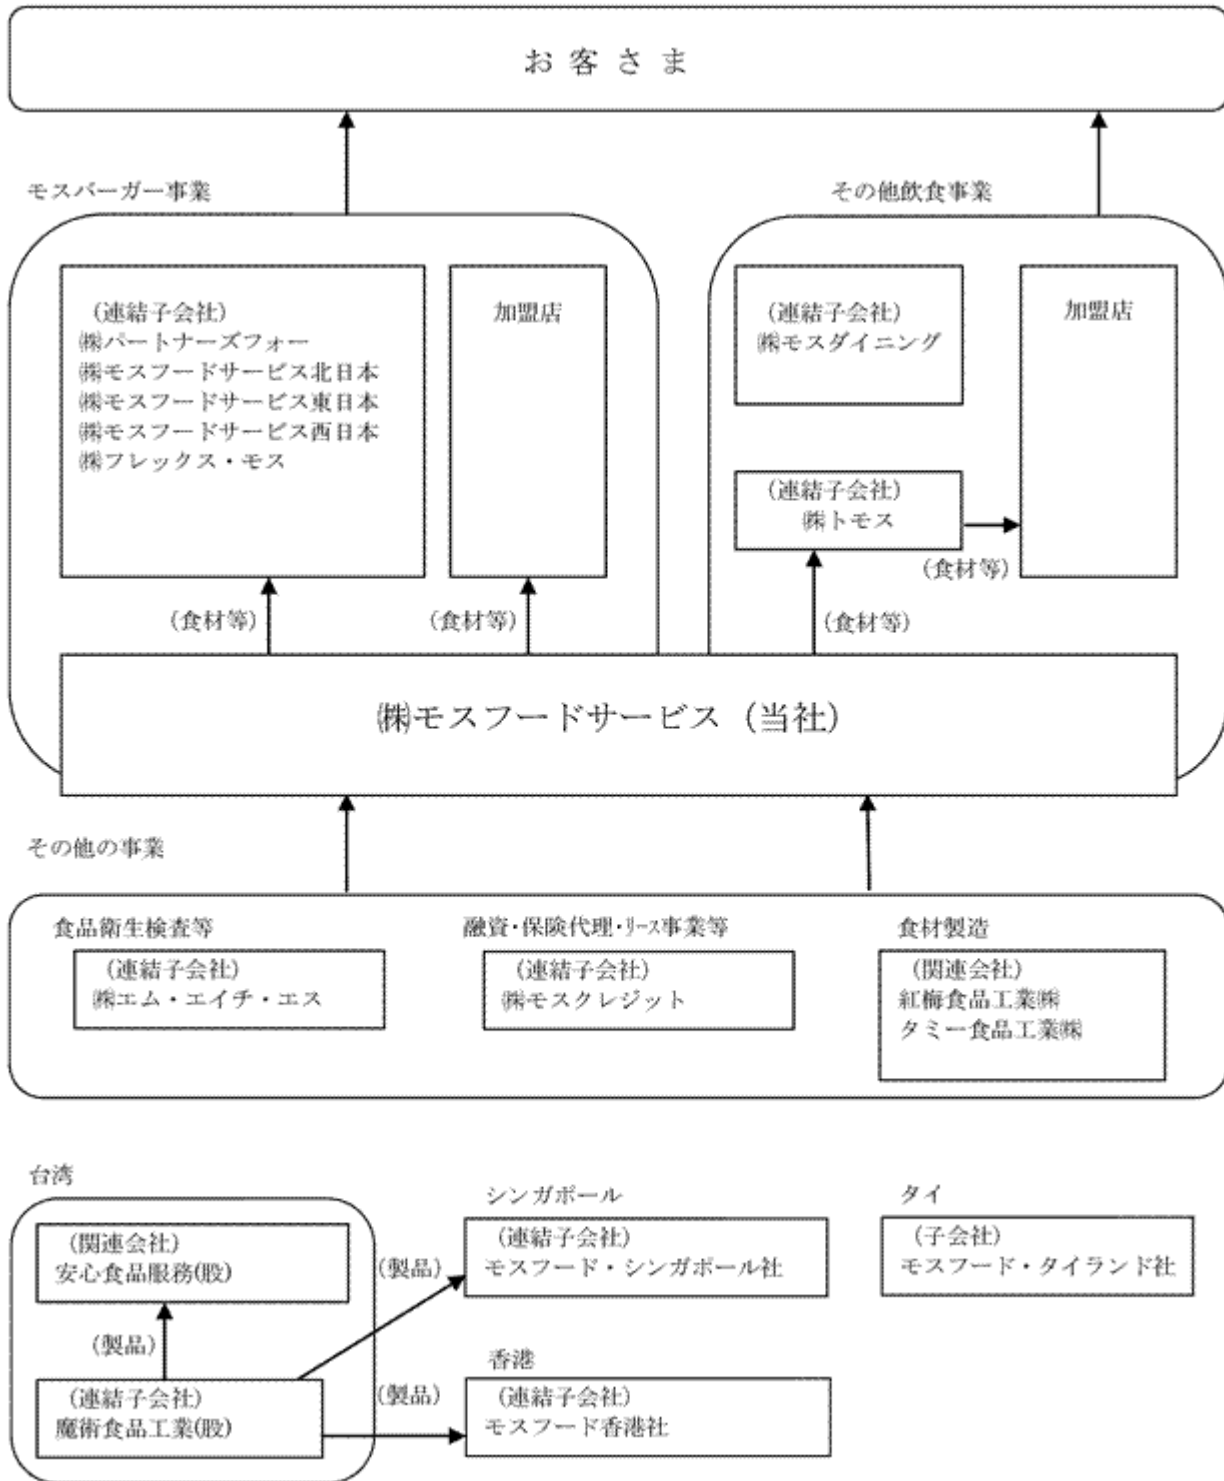 お客さま
モスバーガー事業
その他飲食事業
(連結子会社)
㈱パートナーズフォー
㈱モスフードサービス北日本
㈱モスフードサービス東日本
㈱モスフードサービス西日本
㈱フレックス・モス
加盟店
(連結子会社)
㈱モスダイニング
加盟店
(連結子会社)
㈱トモス
(食材等)
(食材等)
(食材等)
(食材等)
㈱モスフードサービス（当社）
その他の事業
食品衛生検査等
(連結子会社)
㈱エム・エイチ・エス
融資・保険代理・リース事業等
(連結子会社)
㈱モスクレジット
食材製造
(関連会社)
紅梅食品工業㈱
タミー食品工業㈱
台湾
(関連会社)
安心食品服務(股)
(製品)
(連結子会社)
魔術食品工業(股)
(製品)
シンガポール
(連結子会社)
モスフード・シンガポール社
タイ
(子会社)
モスフード・タイランド社
(製品)
香港
(連結子会社)
モスフード香港社